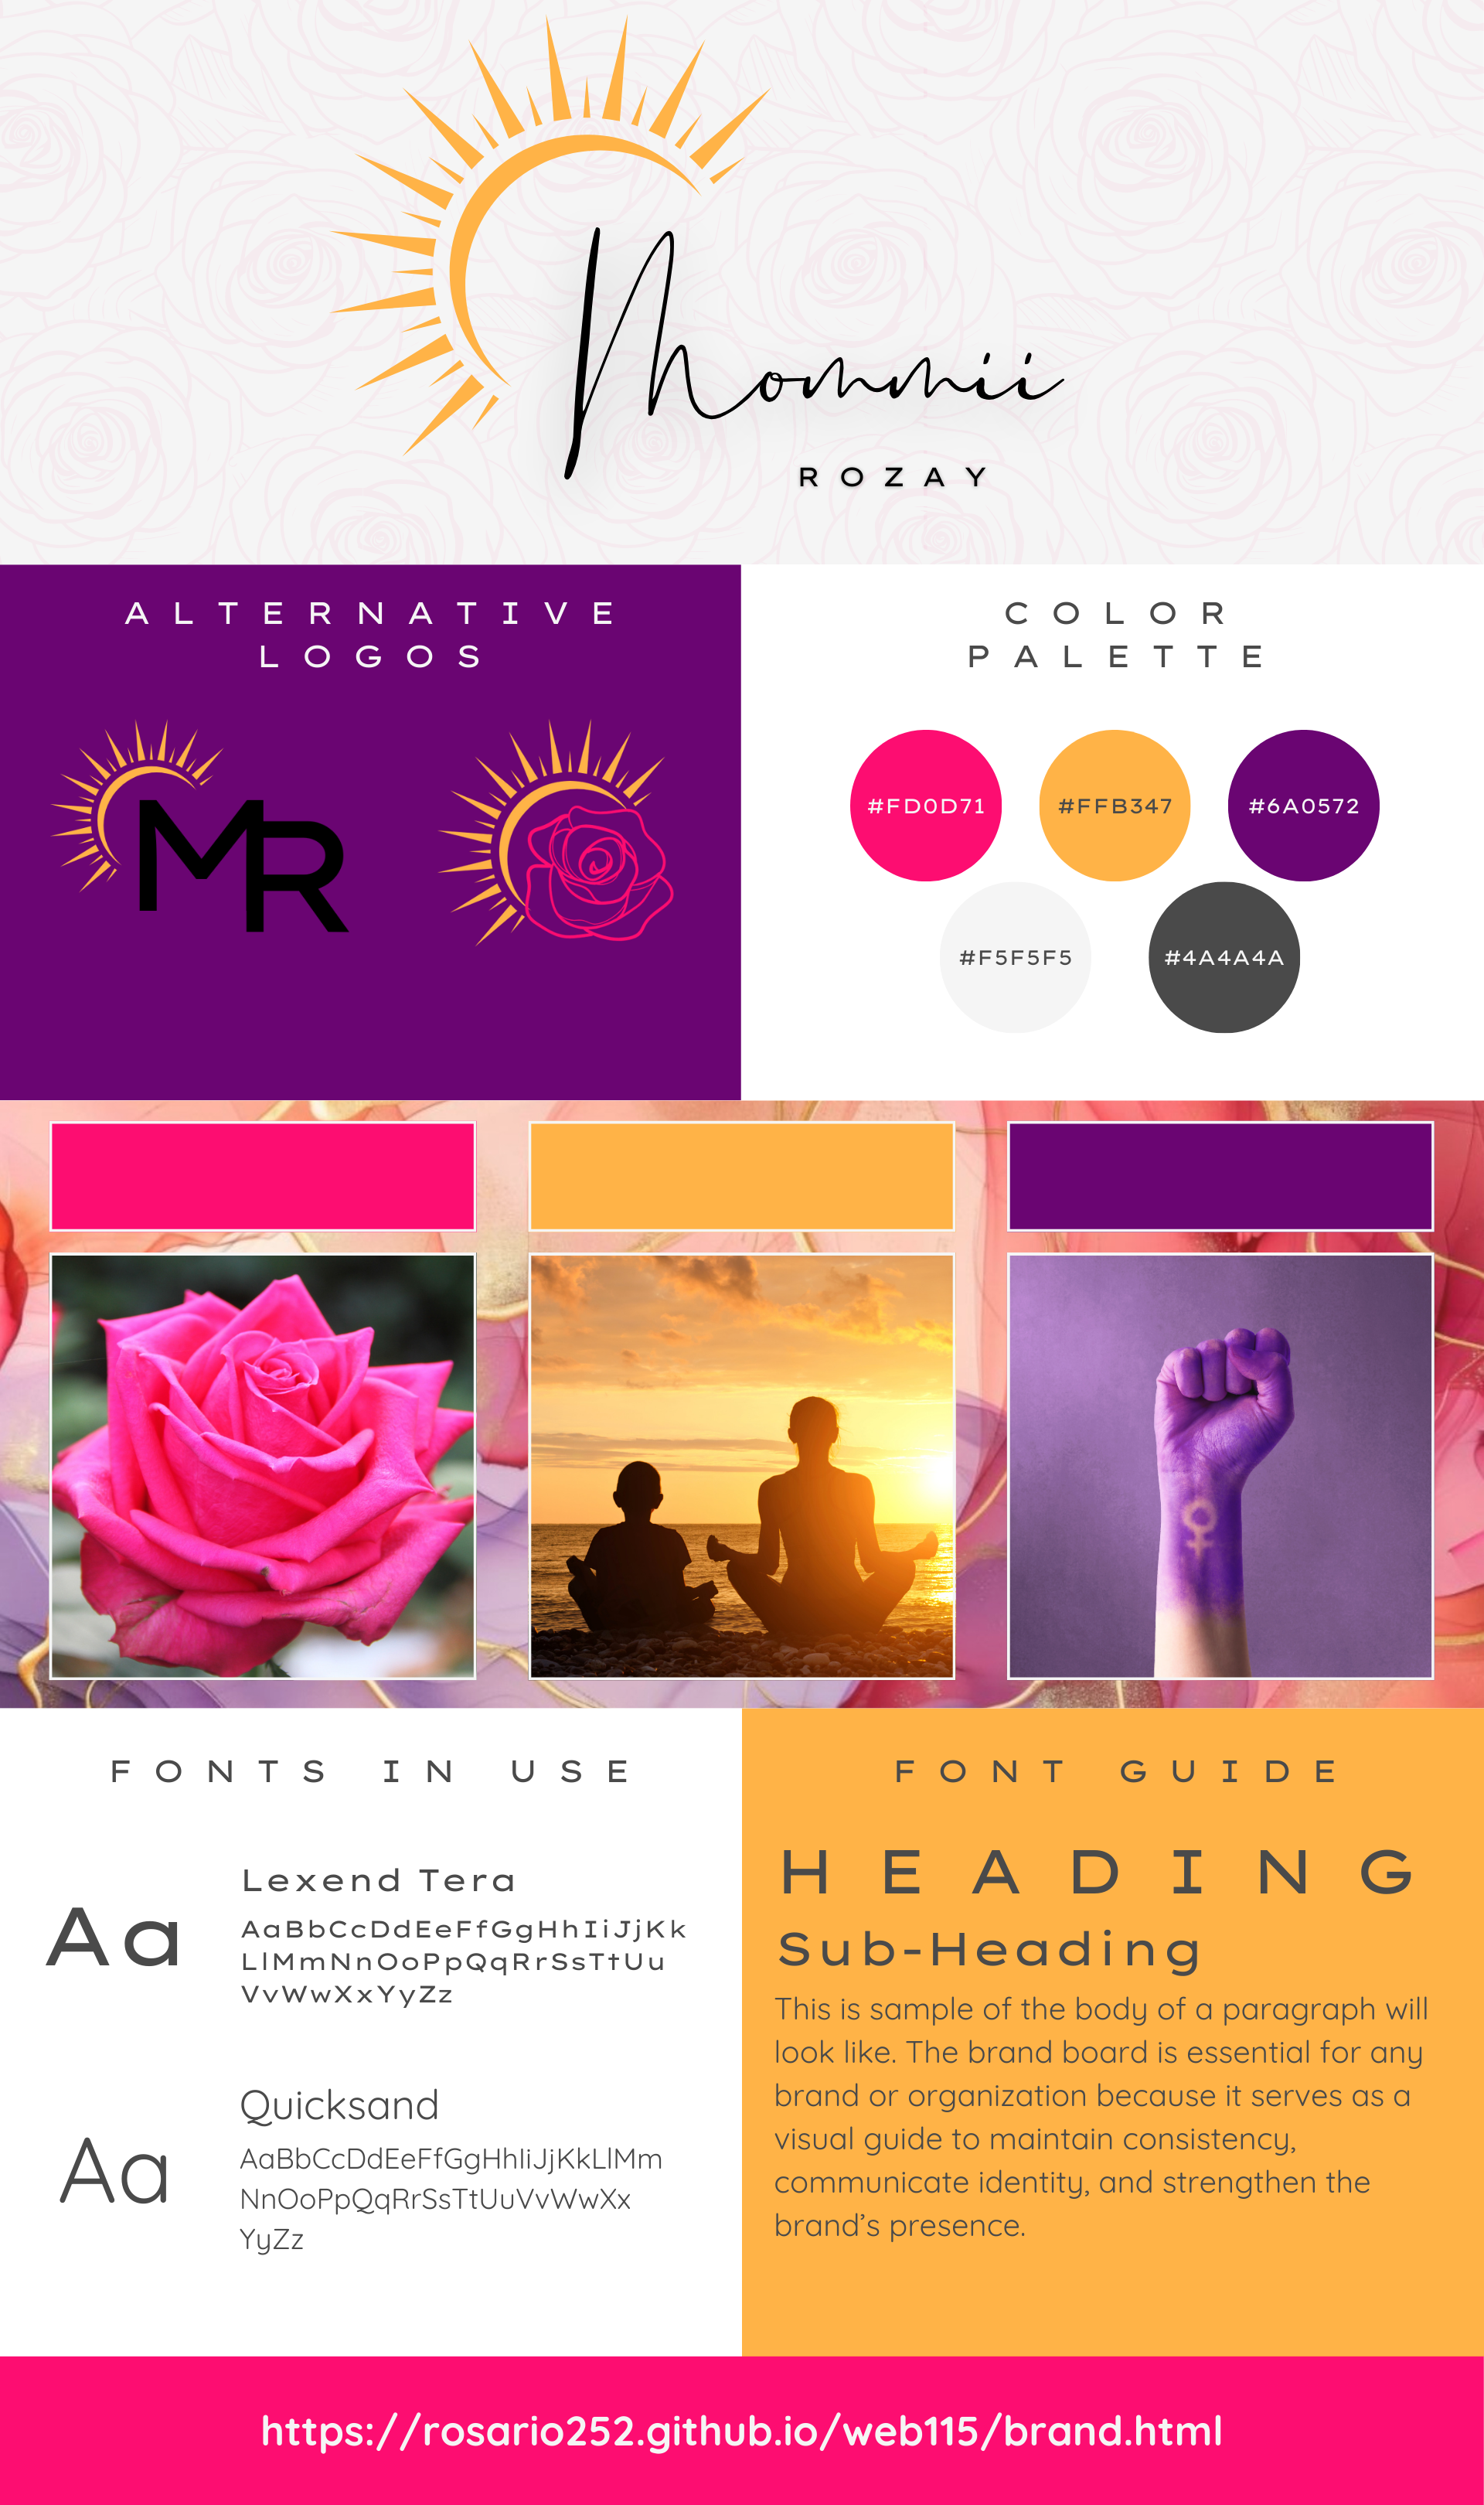 Mommii
ROZAY
ALTERNATIVE
LOGOS
MR
COLOR
PALETTE
#FD0D71
#FFB347
#6A0572
#F5F5F5
#4A4A4A
FONTS IN USE
Aa
Lexend Tera
AaBbCcDdEeFfGgHhIiJjKk
LlMmNnOoPpQqRrSsTtUu
VvWwXxYyZz
Aa
Quicksand
AaBbCcDdEeFfGgHhIiJjKkLlMm
NnOoPpQqRrSsTtUuVvWwXx
YyZz
FONT GUIDE
HEADING
Sub-Heading
This is sample of the body of a paragraph will
look like. The brand board is essential for any
brand or organization because it serves as a
visual guide to maintain consistency,
communicate identity, and strengthen the
brand’s presence.
https://rosario252.github.io/web115/brand.html